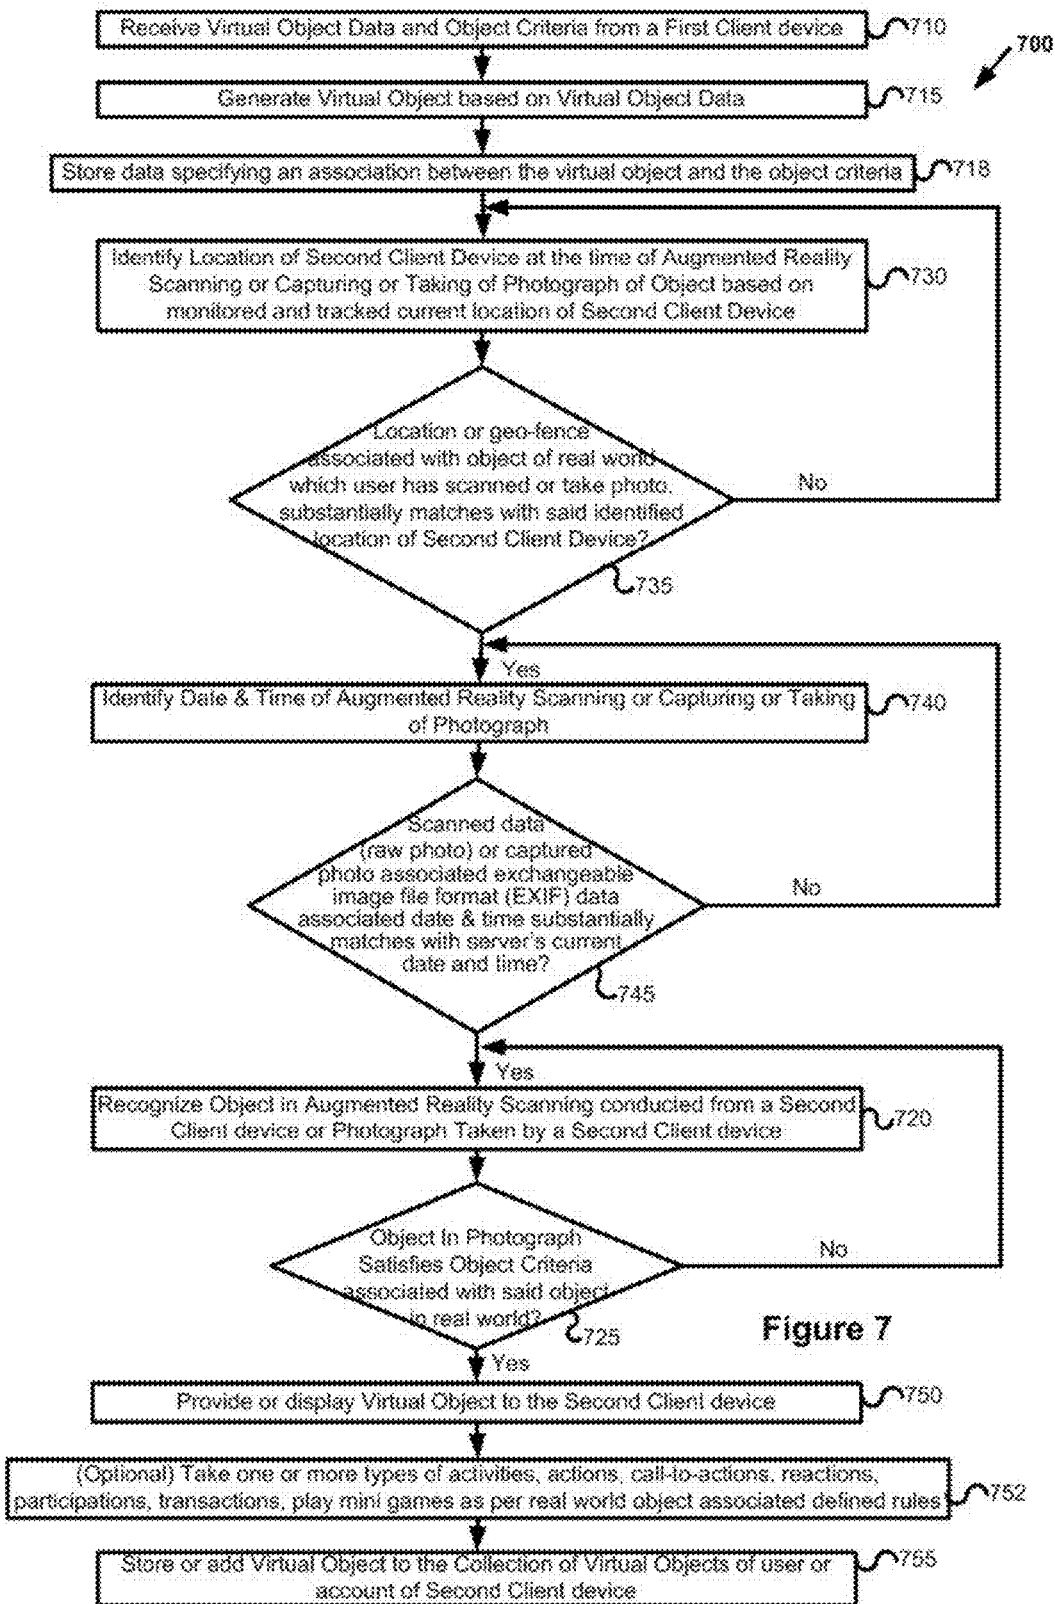 Receive Virtual Object Data and Object Criteria from a First Client device
710
700
Generate Virtual Object based on Virtual Object Data
715
Store data specifying an association between the virtual object and the object criteria
718
Identify Location of Second Client Device at the time of Augmented Reality
Scanning or Capturing or Taking of Photograph of Object based on
monitored and tracked current location of Second Client Device
730
Location or geo-fence
associated with object of real world
which user has scanned or take photo,
substantially matches with said identified
location of Second Client Device?
No
735
Yes
Identify Date & Time of Augmented Reality Scanning or Capturing or Taking
of Photograph
740
Scanned data
(raw photo) or captured
photo associated exchangeable
image file format (EXIF) data
associated date & time substantially
matches with server's current
date and time?
No
745
Yes
Recognize Object in Augmented Reality Scanning conducted from a Second
Client device or Photograph Taken by a Second Client device
720
Object In Photograph
Satisfies Object Criteria
associated with said object
in real world?
No
725
Figure 7
Yes
Provide or display Virtual Object to the Second Client device
750
(Optional) Take one or more types of activities, actions, call-to-actions, reactions,
participations, transactions, play mini games as per real world object associated defined rules
752
Store or add Virtual Object to the Collection of Virtual Objects of user or
account of Second Client device
755